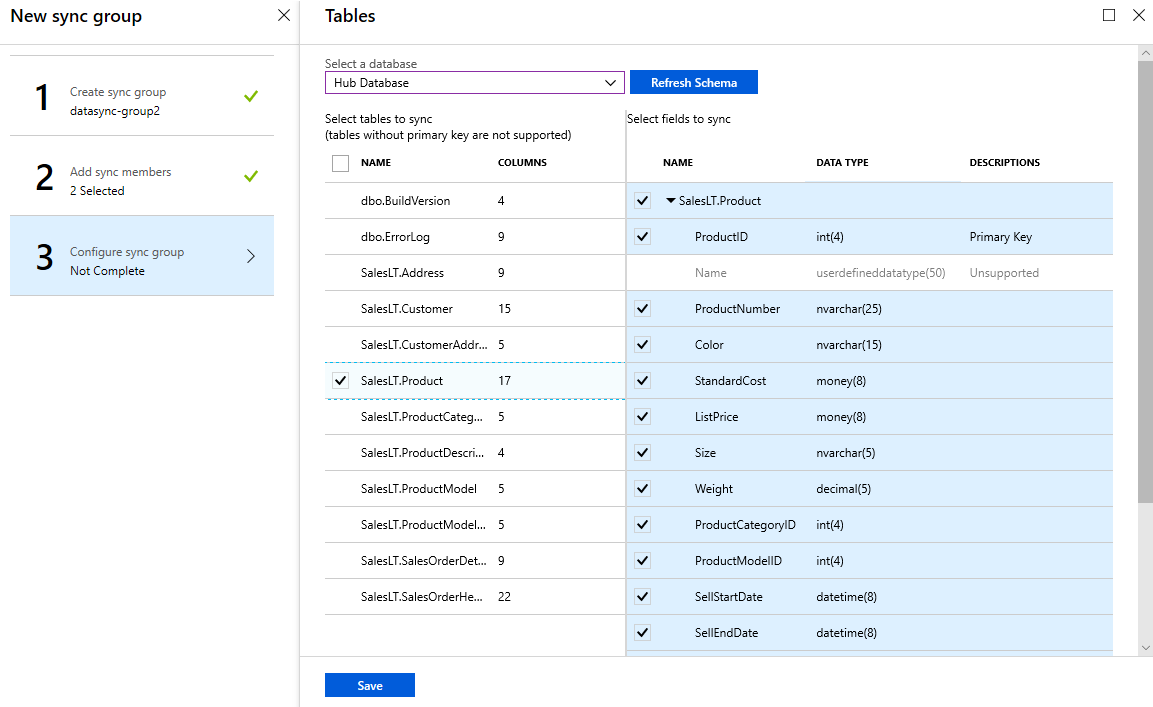 New sync group
1
Create sync group
datasync-group2
2
Add sync members
2 Selected
3
Configure sync group
Not Complete
Tables
Select a database
Hub Database
Refresh Schema
Select tables to sync
(tables without primary key are not supported)
NAME COLUMNS
dbo.BuildVersion 4
dbo.ErrorLog 9
SalesLT.Address 9
SalesLT.Customer 15
SalesLT.CustomerAddr... 5
SalesLT.Product 17
SalesLT.ProductCateg... 5
SalesLT.ProductDescri... 4
SalesLT.ProductModel 5
SalesLT.ProductModel... 5
SalesLT.SalesOrderDet... 9
SalesLT.SalesOrderHe... 22
Select fields to sync
NAME DATA TYPE DESCRIPTIONS
SalesLT.Product
ProductID int(4) Primary Key
Name userdefineddatatype(50) Unsupported
ProductNumber nvarchar(25)
Color nvarchar(15)
StandardCost money(8)
ListPrice money(8)
Size nvarchar(5)
Weight decimal(5)
ProductCategoryID int(4)
ProductModelID int(4)
SellStartDate datetime(8)
SellEndDate datetime(8)
Save